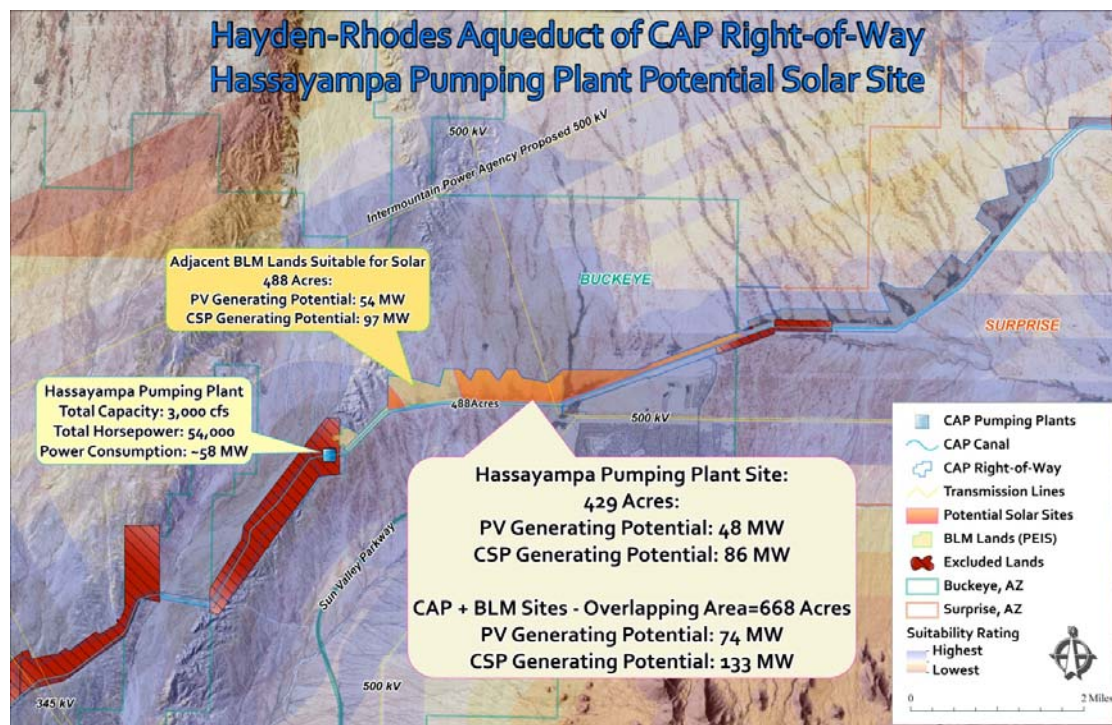 Hayden-Rhodes Aqueduct of CAP Right-of-Way
Hassayampa Pumping Plant Potential Solar Site
500 kV
Intermountain Power Agency Proposed 500 kV
Adjacent BLM Lands Suitable for Solar
488 Acres:
PV Generating Potential: 54 MW
CSP Generating Potential: 97 MW
BUCKEYE
SURPRISE
Hassayampa Pumping Plant
Total Capacity: 3,000 cfs
Total Horsepower: 54,000
Power Consumption: ~58 MW
488Acres
500 kV
Hassayampa Pumping Plant Site:
429 Acres:
PV Generating Potential: 48 MW
CSP Generating Potential: 86 MW
CAP + BLM Sites - Overlapping Area=668 Acres
PV Generating Potential: 74 MW
CSP Generating Potential: 133 MW
Sun Valley Parkway
345 kV
500 kV
CAP Pumping Plants
CAP Canal
CAP Right-of-Way
Transmission Lines
Potential Solar Sites
BLM Lands (PEIS)
Excluded Lands
Buckeye, AZ
Surprise, AZ
Suitability Rating
Highest
Lowest
0 2 Miles